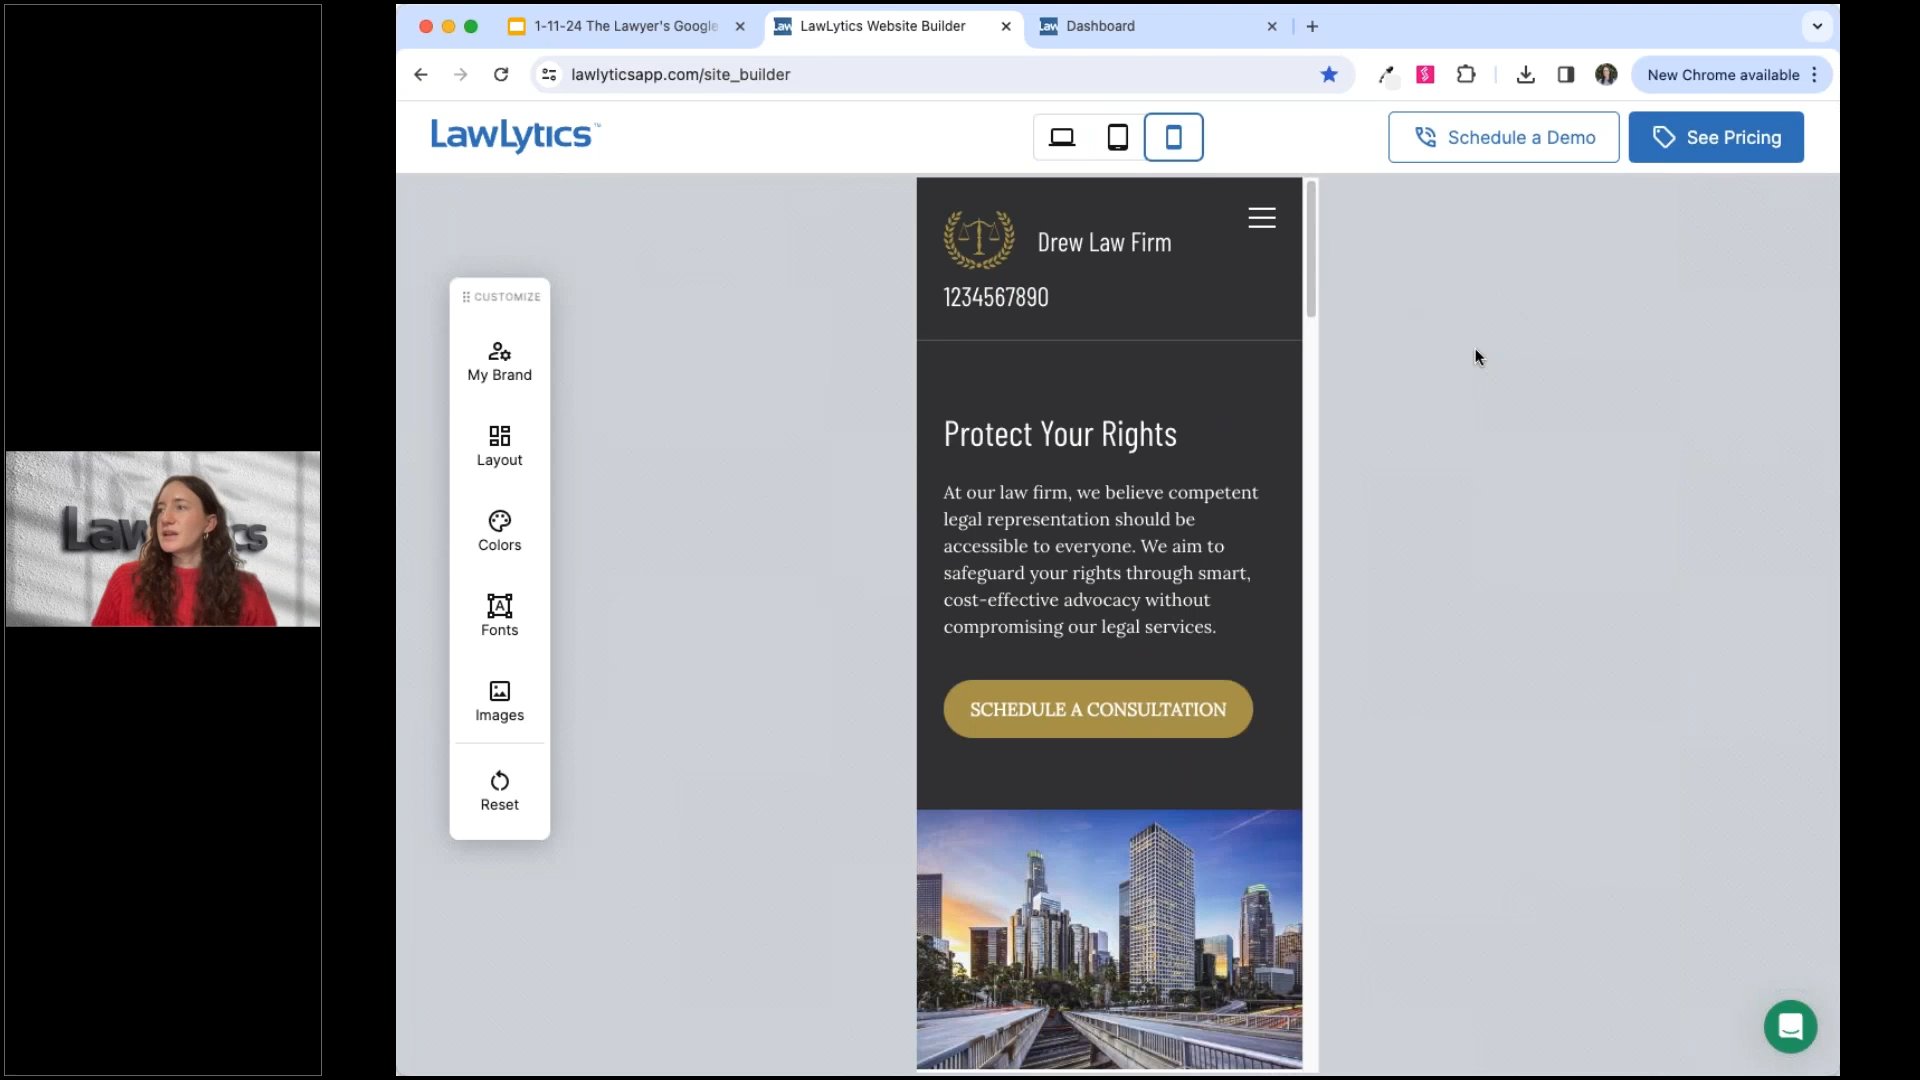 1-11-24 The Lawyer's Google
LawLytics Website Builder
Dashboard
lawlyticsapp.com/site_builder
New Chrome available
LawLytics
Schedule a Demo
See Pricing
CUSTOMIZE
My Brand
Layout
Colors
Fonts
Images
Reset
Drew Law Firm
1234567890
Protect Your Rights
At our law firm, we believe competent
legal representation should be
accessible to everyone. We aim to
safeguard your rights through smart,
cost-effective advocacy without
compromising our legal services.
SCHEDULE A CONSULTATION